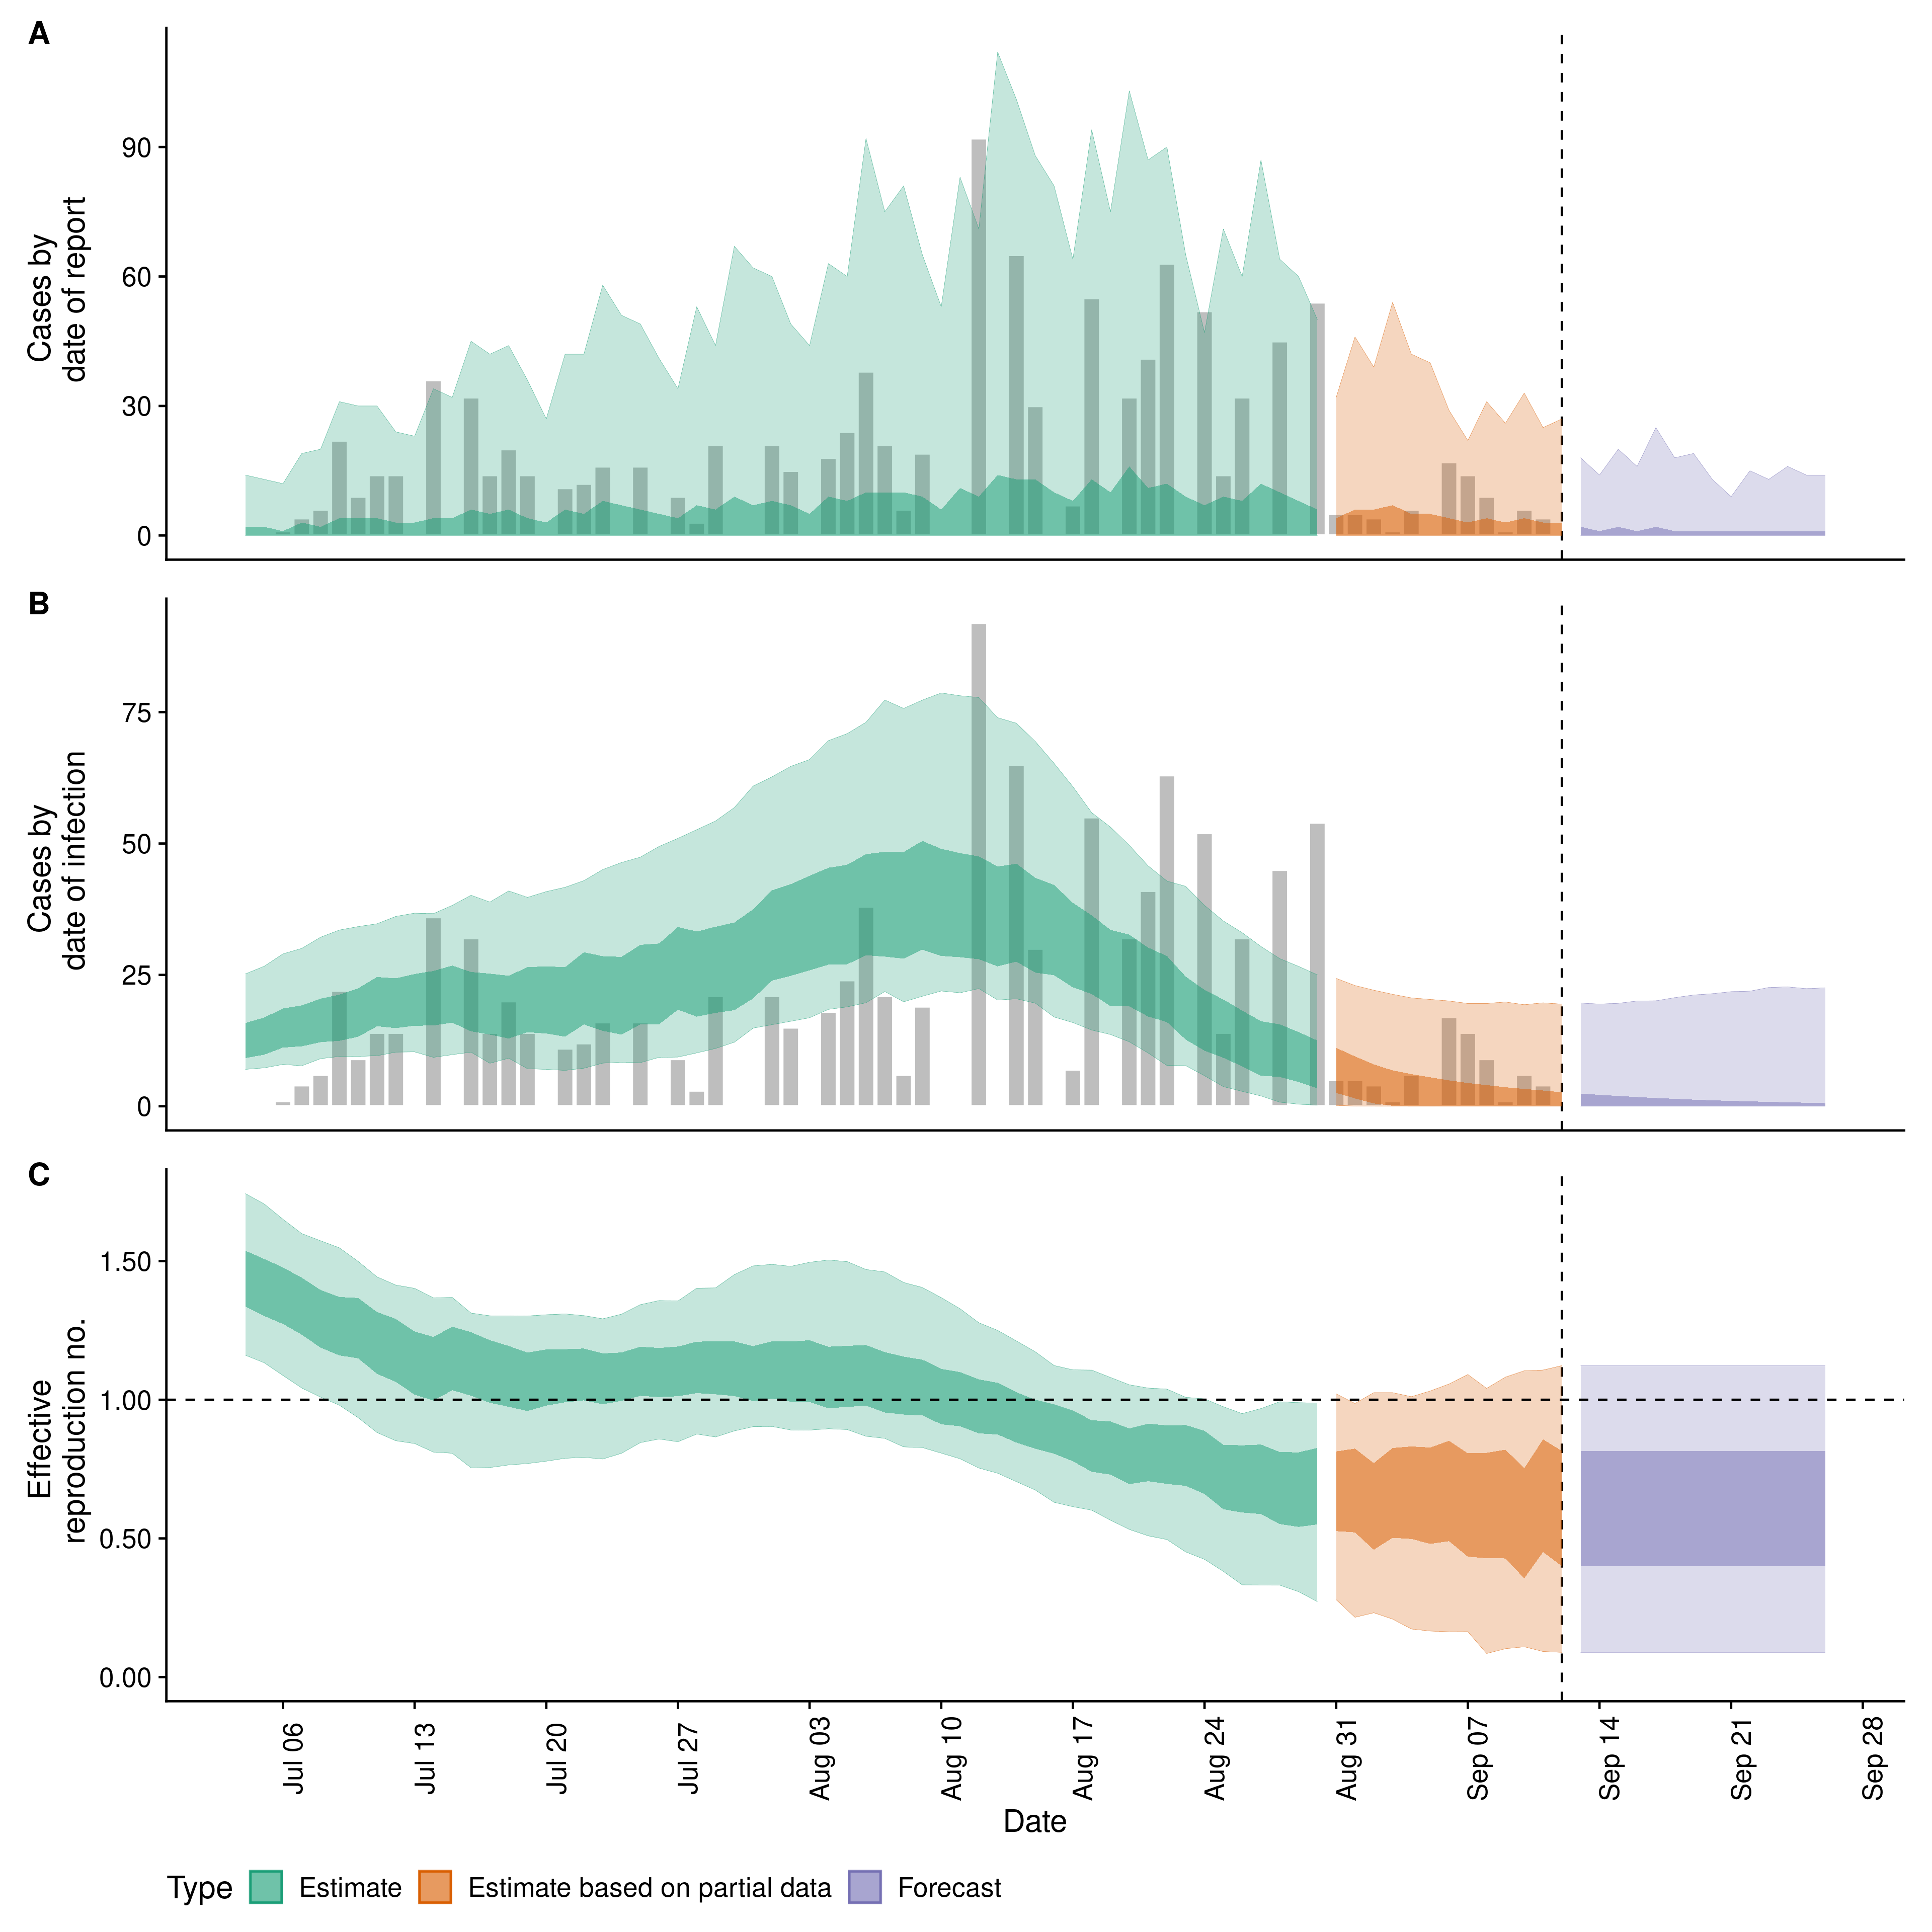 A
Cases by
date of report
90
60
30
0
B
Cases by
date of infection
75
50
25
0
C
Effective
reproduction no.
1.50
1.00
0.50
0.00
Jul 06
Jul 13
Jul 20
Jul 27
Aug 03
Aug 10
Aug 17
Aug 24
Aug 31
Sep 07
Sep 14
Sep 21
Sep 28
Date
Type Estimate Estimate based on partial data Forecast